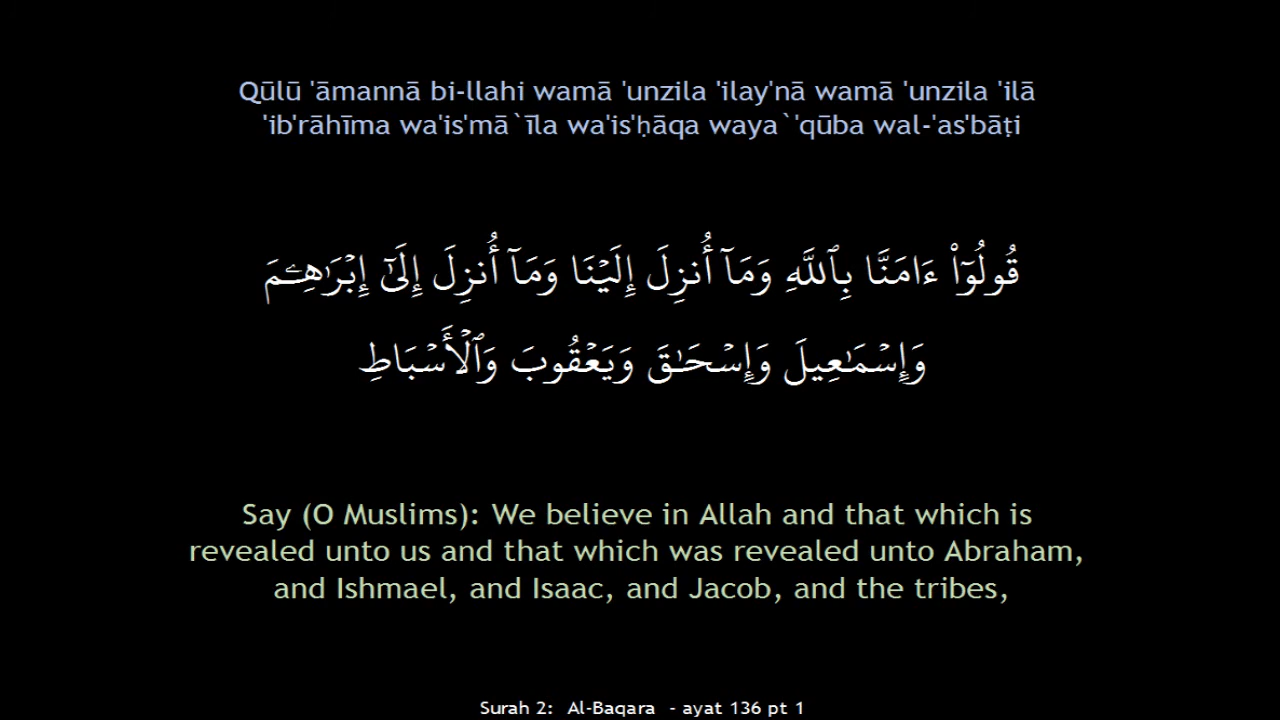 Qūlū 'āmannā bi-llahi wamā 'unzila 'ilay'nā wamā 'unzila 'ilā
'ib'rāhīma wa'is'mā`īla wa'is'ḥāqa waya`'qūba wal-'as'bāṭi
قُولُوٓا۟ ءَامَنَّا بِٱللَّهِ وَمَآ أُنزِلَ إِلَيْنَا وَمَآ أُنزِلَ إِلَىٰٓ إِبْرَٰهِـۧمَ
وَإِسْمَـٰعِيلَ وَإِسْحَـٰقَ وَيَعْقُوبَ وَٱلْأَسْبَاطِ
Say (O Muslims): We believe in Allah and that which is
revealed unto us and that which was revealed unto Abraham,
and Ishmael, and Isaac, and Jacob, and the tribes,
Surah 2: Al-Baqara - ayat 136 pt 1